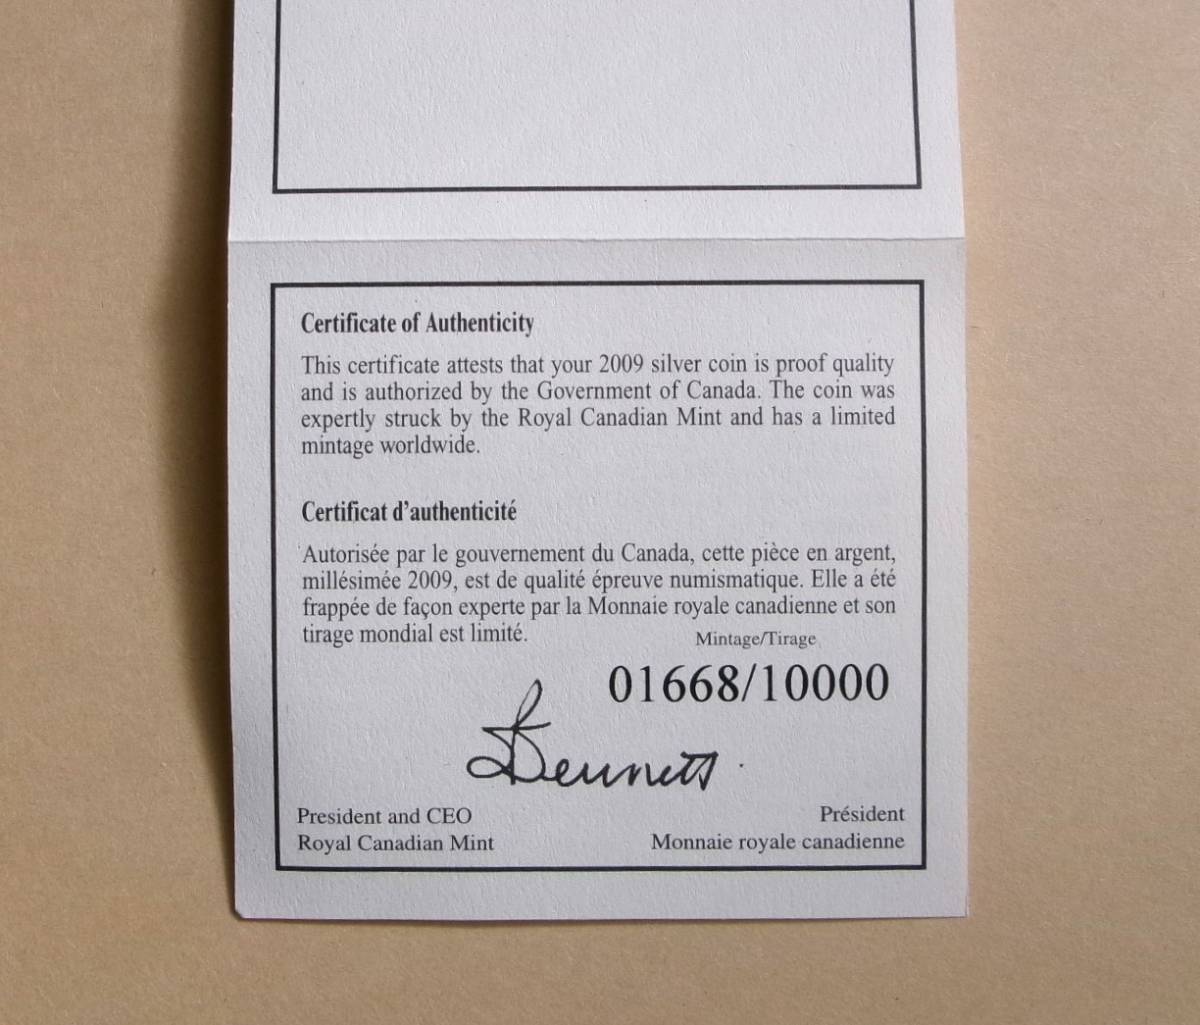 Certificate of Authenticity
This certificate attests that your 2009 silver coin is proof quality
and is authorized by the Government of Canada. The coin was
expertly struck by the Royal Canadian Mint and has a limited
mintage worldwide.
Certificat d’authenticité
Autorisée par le gouvernement du Canada, cette pièce en argent,
millésimée 2009, est de qualité épreuve numismatique. Elle a été
frappée de façon experte par la Monnaie royale canadienne et son
tirage mondial est limité.
Mintage/Tirage
01668/10000
Bennett
President and CEO
Royal Canadian Mint
Président
Monnaie royale canadienne